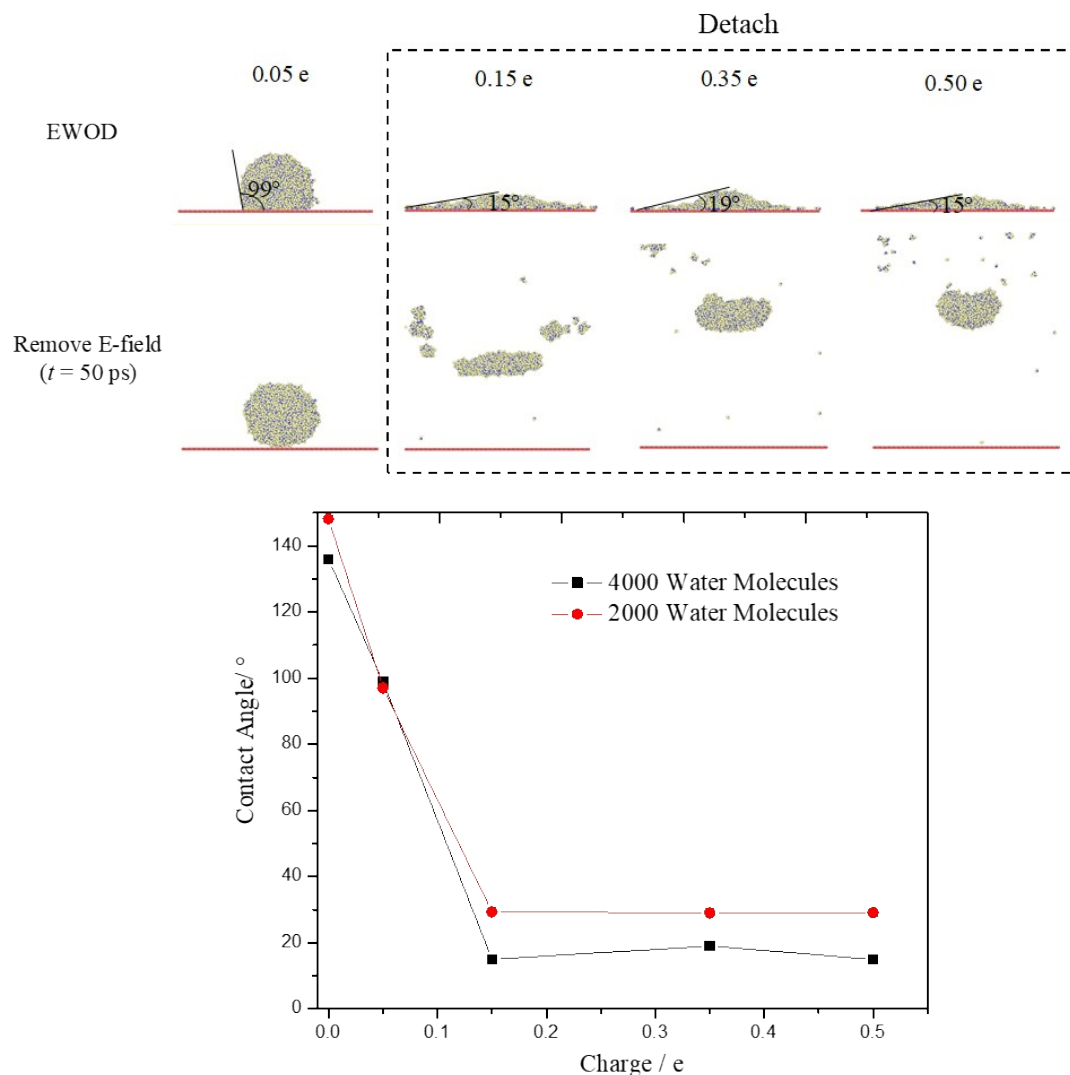 Detach
0.05 e
0.15 e
0.35 e
0.50 e
EWOD
99°
15°
19°
15°
Remove E-field
(t = 50 ps)
140
120
100
80
60
40
20
0
Contact Angle/ °
4000 Water Molecules
2000 Water Molecules
0.0
0.1
0.2
0.3
0.4
0.5
Charge / e